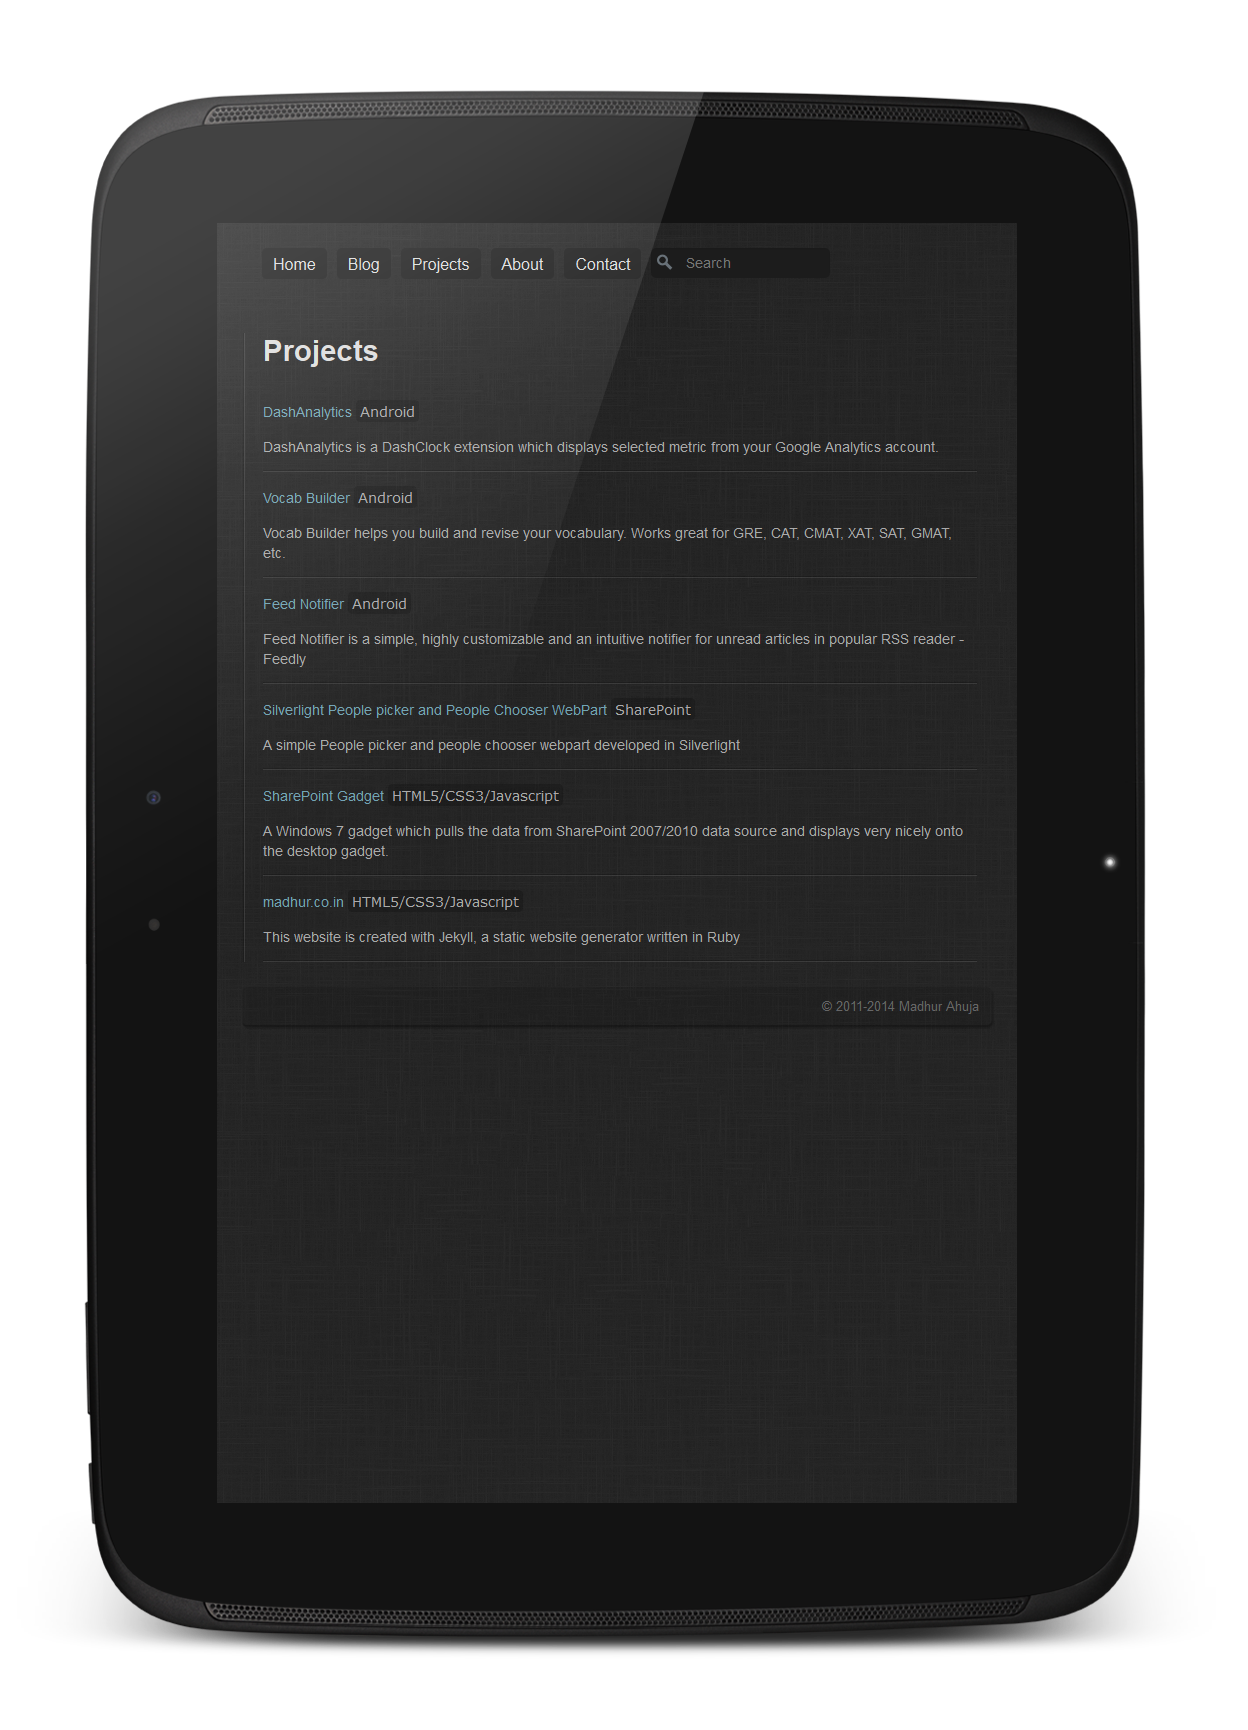 Home Blog Projects About Contact Search
Projects
DashAnalytics Android
DashAnalytics is a DashClock extension which displays selected metric from your Google Analytics account.
Vocab Builder Android
Vocab Builder helps you build and revise your vocabulary. Works great for GRE, CAT, CMAT, XAT, SAT, GMAT,
etc.
Feed Notifier Android
Feed Notifier is a simple, highly customizable and an intuitive notifier for unread articles in popular RSS reader -
Feedly
Silverlight People picker and People Chooser WebPart SharePoint
A simple People picker and people chooser webpart developed in Silverlight
SharePoint Gadget HTML5/CSS3/Javascript
A Windows 7 gadget which pulls the data from SharePoint 2007/2010 data source and displays very nicely onto
the desktop gadget.
madhur.co.in HTML5/CSS3/Javascript
This website is created with Jekyll, a static website generator written in Ruby
© 2011-2014 Madhur Ahuja